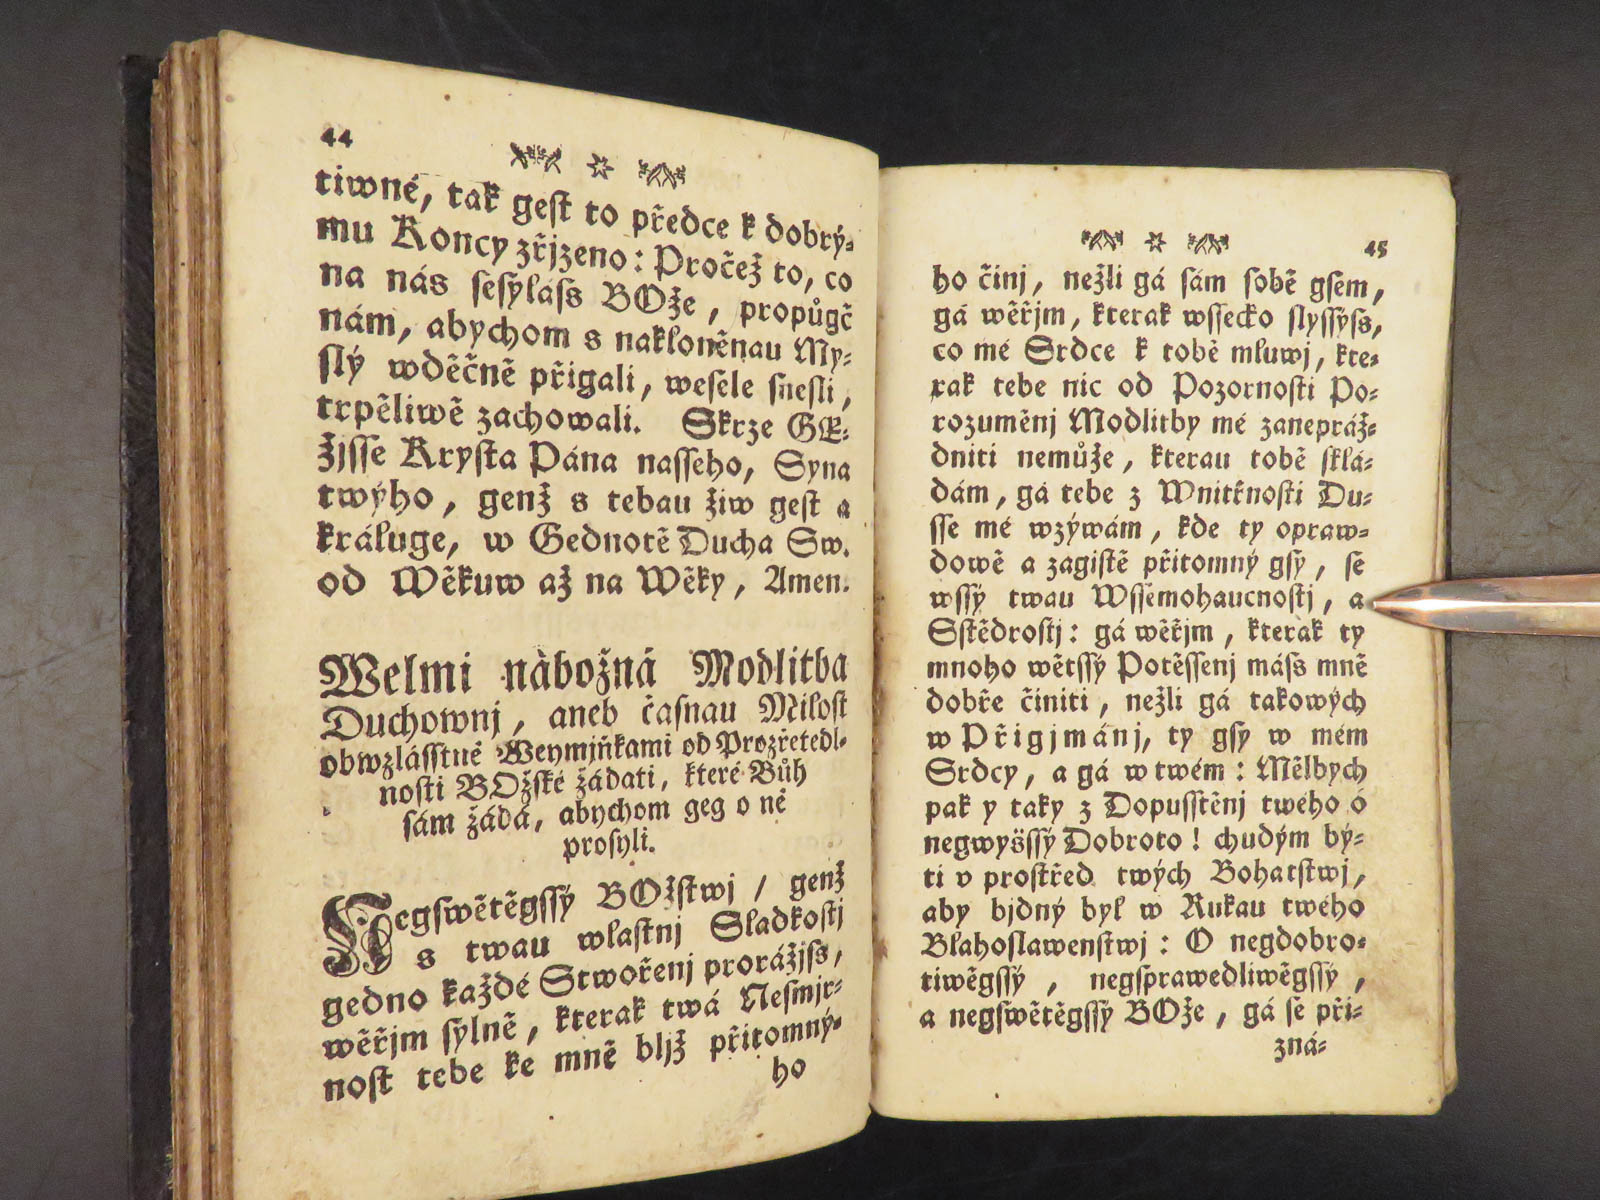 44
tiwné, tak gest to předce k dobrý-
mu Koncy zřjzeno: Pročež to, co
na nás sesýláss BOže, propůgč
nám, abychom s nakloněnau My-
slý wděčně přigali, wesele snesli,
trpěliwě zachowali. Skrze GE-
žjsse Krysta Pána nasseho, Syna
twýho, genž s tebau žiw gest a
králuge, w Gednotě Ducha Sw.
od Wěkuw až na Wěky, Amen.
Welmi nábožná Modlitba
Duchownj, aneb časnau Milost
obwzlásstně Weymjňkami od Prozřetedl-
nosti BOžské žádati, které Bůh
sám žádá, abychom geg o ně
prosyli.
Negswětěgssý BOžstwj, genž
s twau wlastnj Sladkostj
gedno každé Stwořenj prorážjss,
wěřjm sylně, kterak twá Nesmjr-
nost tebe ke mně bljž přitomný-
ho
45
ho činj, nežli gá sám sobě gsem,
gá wěřjm, kterak wssecko slyssýss,
co mé Srdce k tobě mluwj, kte-
rak tebe nic od Pozornosti Po-
rozuměnj Modlitby mé zanepráž-
dniti nemůže, kterau tobě sklá-
dám, gá tebe z Wnitřnosti Du-
sse mé wzýwám, kde ty opraw-
dowě a zagistě přitomný gsy, se
wssý twau Wssemohaucnostj, a
Sstědrostj: gá wěřjm, kterak ty
mnoho wětssý Potěssenj máss mně
dobře činiti, nežli gá takowých
w Přigjmánj, ty gsy w mém
Srdcy, a gá w twém: Mělbych
pak y taky z Dopusstěnj twého ó
negwyšssý Dobroto! chudým bý-
ti v prostřed twých Bohatstwj,
aby bjdný byl w Rukau twého
Blahoslawenstwj: O negdobro-
tiwěgssý, negsprawedliwěgssý,
a negswětěgssý BOže, gá se při-
zná-